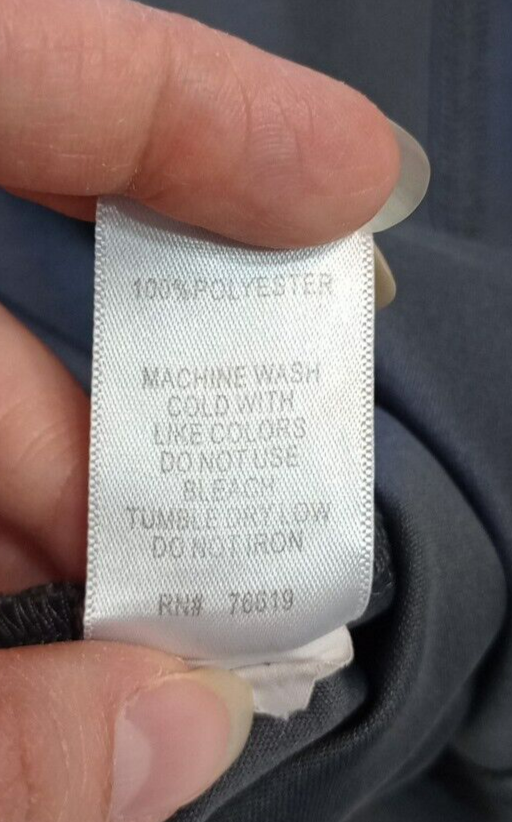 100% POLYESTER
MACHINE WASH
COLD WITH
LIKE COLORS
DO NOT USE
BLEACH
TUMBLE DRY LOW
DO NOT IRON
RN# 76619